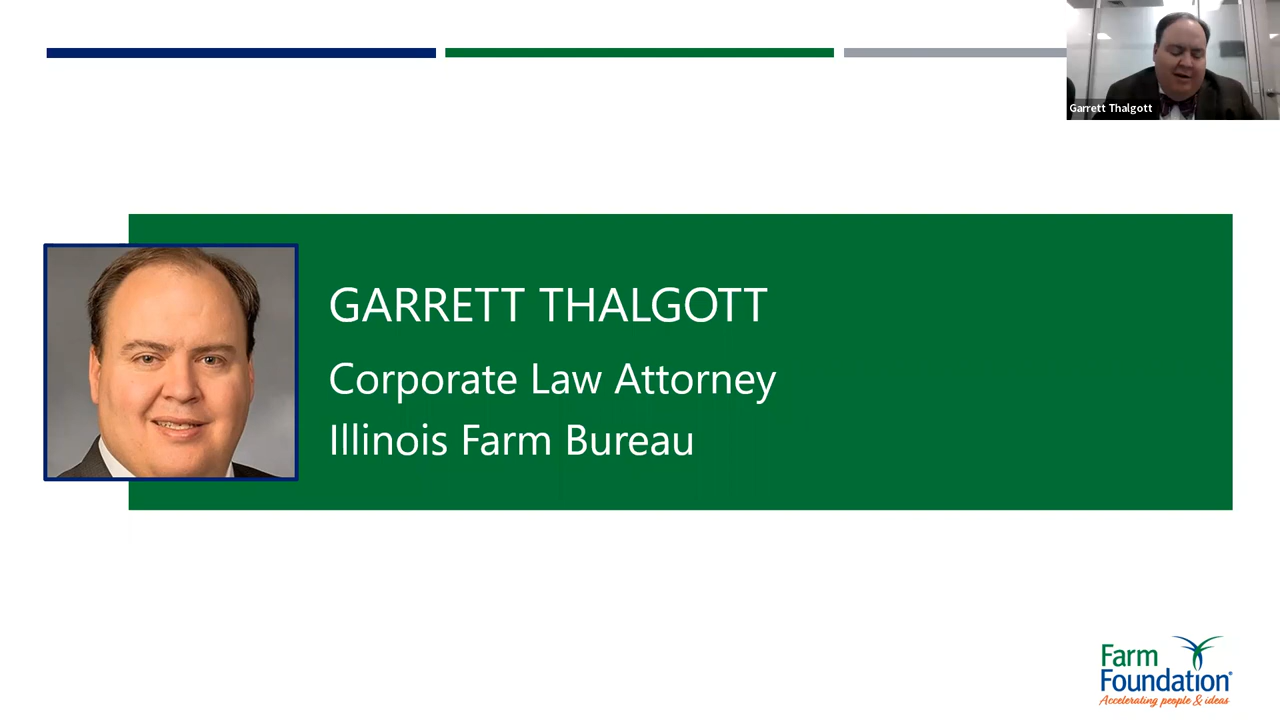 Garrett Thalgott
GARRETT THALGOTT
Corporate Law Attorney
Illinois Farm Bureau
Farm
Foundation®
Accelerating people & ideas